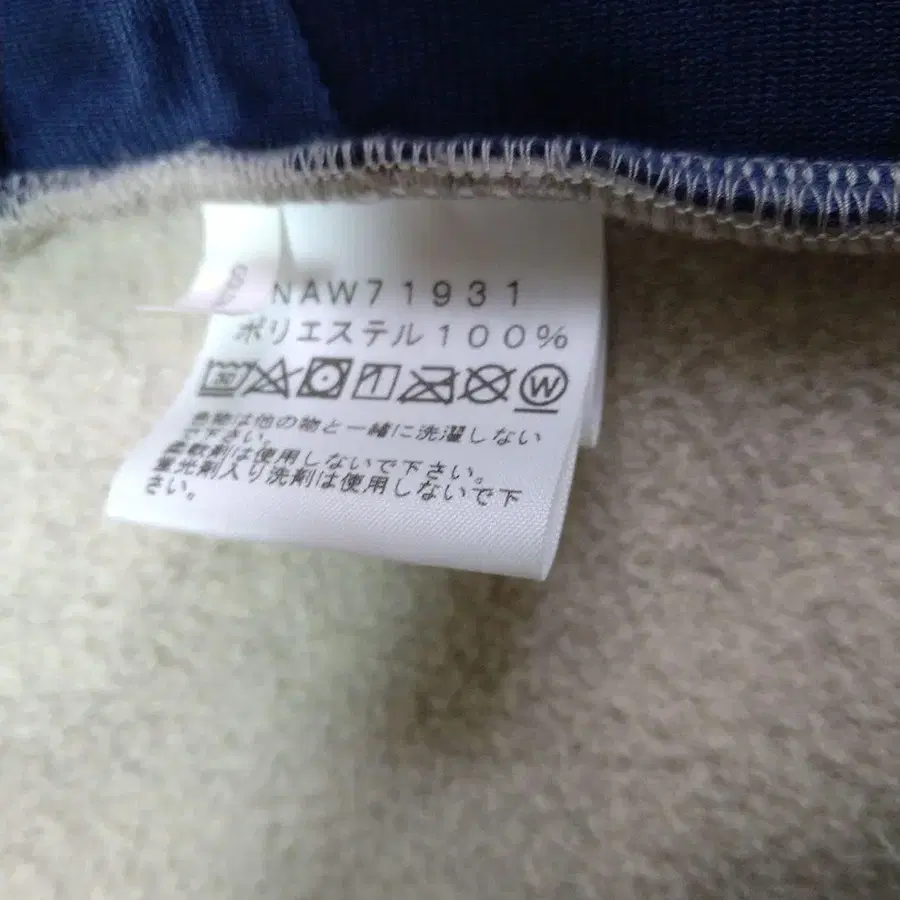 NAW71931
ポリエステル100%
30
W
色物は他の物と一緒に洗濯しない
で下さい。
柔軟剤は使用しないで下さい。
蛍光剤入り洗剤は使用しないで下
さい。